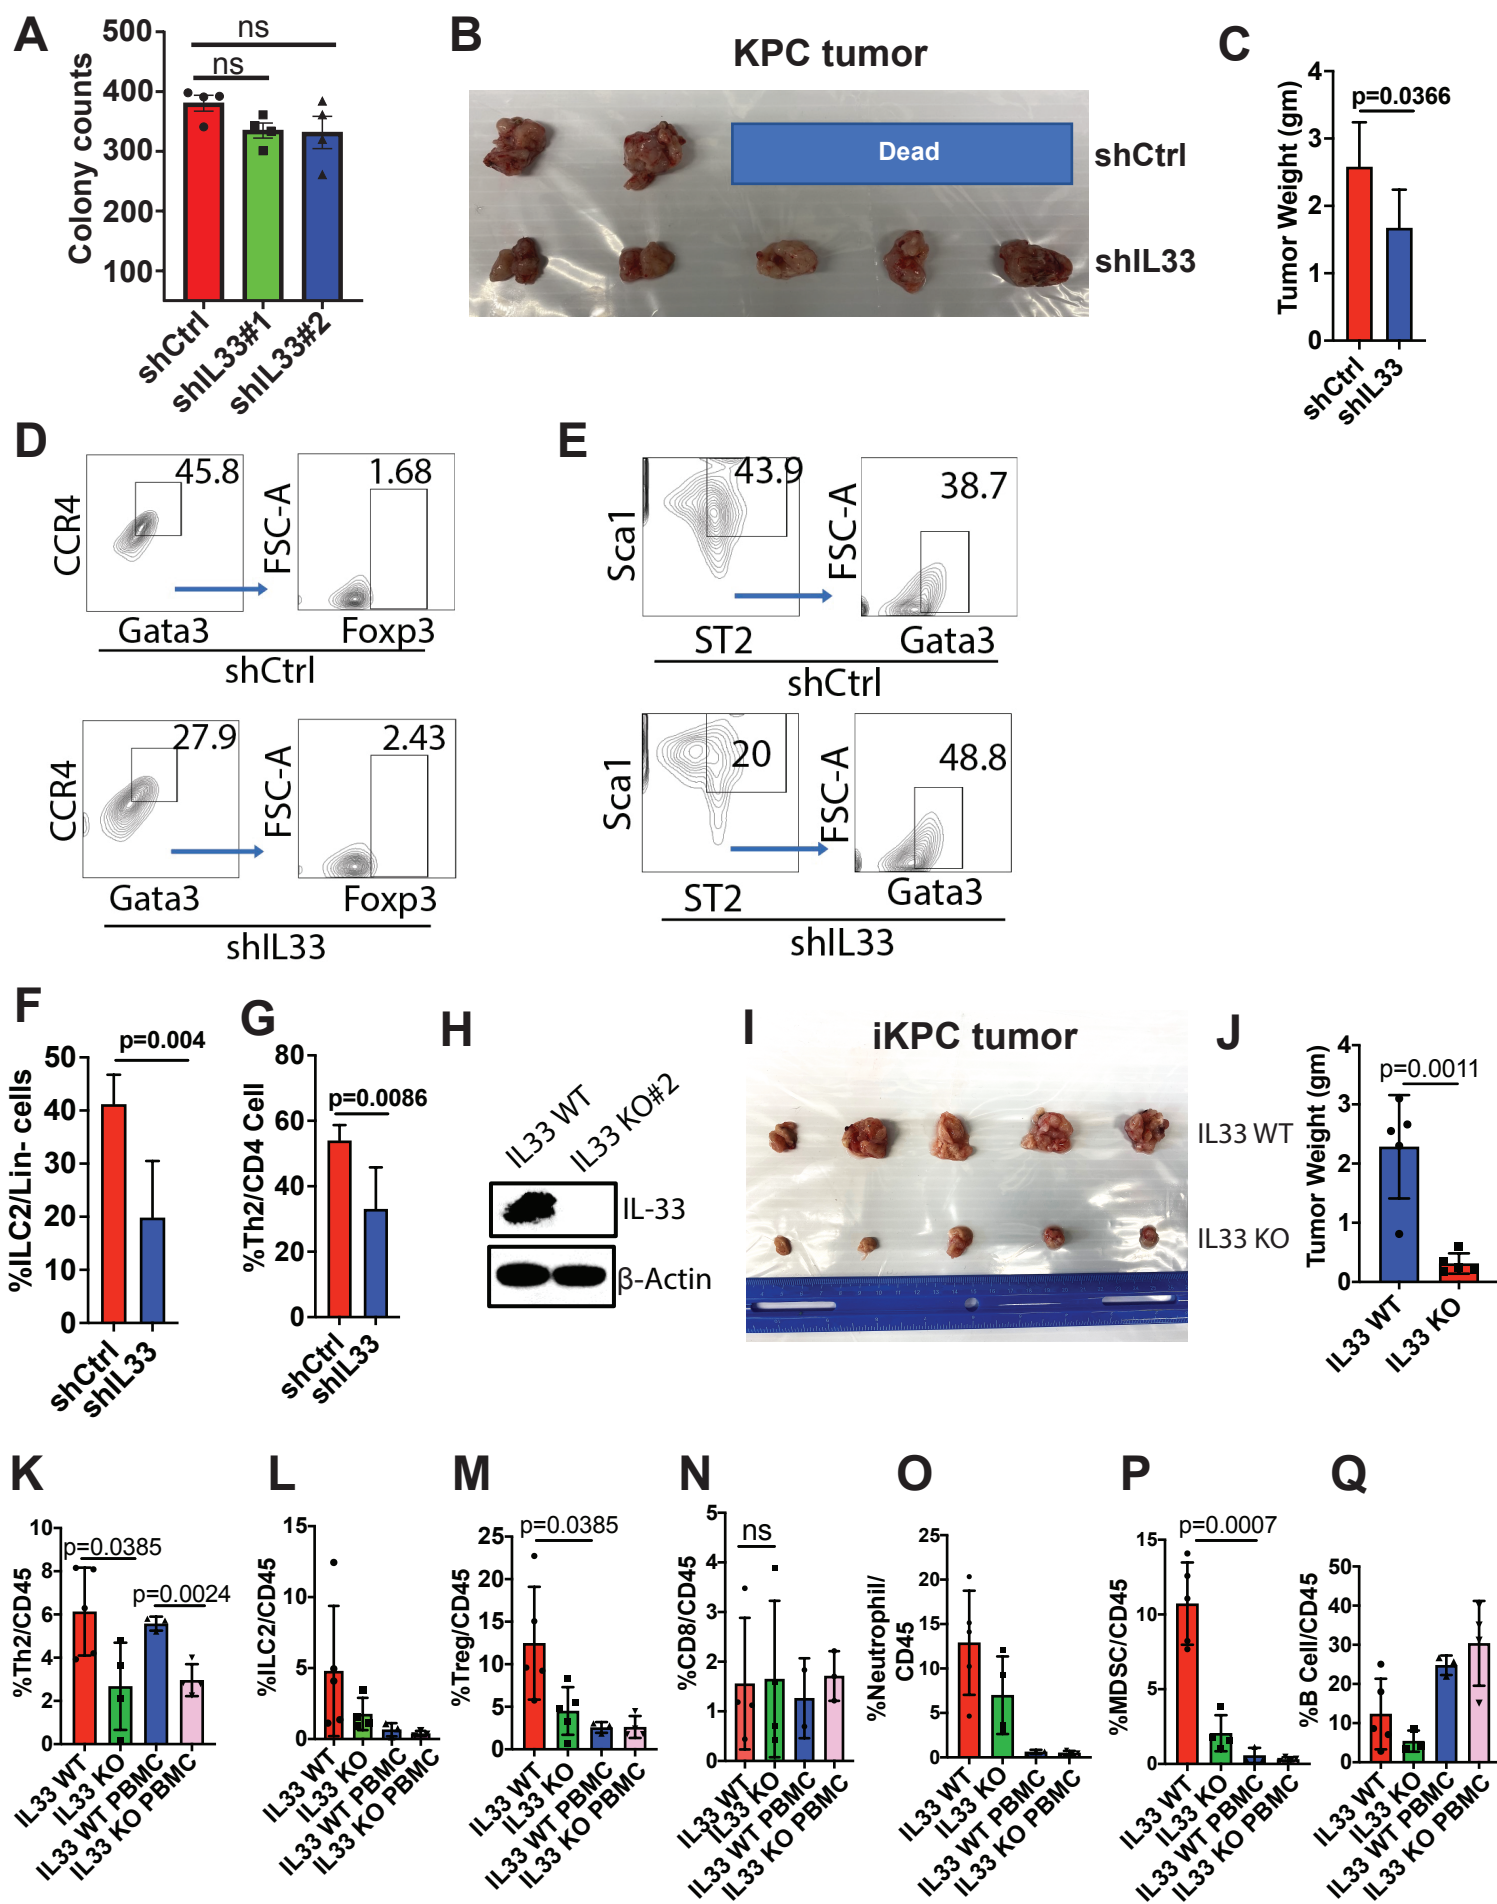 A
500
400
300
200
100
Colony counts
ns
ns
shCtrl
shIL33#1
shIL33#2
B
KPC tumor
Dead
shCtrl
shIL33
C
4
3
2
1
0
Tumor Weight (gm)
p=0.0366
shCtrl
shIL33
D
45.8
CCR4
Gata3
1.68
FSC-A
Foxp3
shCtrl
27.9
CCR4
Gata3
2.43
FSC-A
Foxp3
shIL33
E
43.9
Sca1
ST2
38.7
FSC-A
Gata3
shCtrl
20
Sca1
ST2
48.8
FSC-A
Gata3
shIL33
F
p=0.004
50
40
30
20
10
0
%ILC2/Lin- cells
shCtrl
shIL33
G
80
60
40
20
0
%Th2/CD4 Cell
p=0.0086
shCtrl
shIL33
H
IL33 WT
IL33 KO#2
IL-33
β-Actin
I
iKPC tumor
IL33 WT
IL33 KO
J
4
3
2
1
0
Tumor Weight (gm)
p=0.0011
IL33 WT
IL33 KO
K
10
8
6
4
2
0
%Th2/CD45
p=0.0385
p=0.0024
IL33 WT
IL33 KO
IL33 WT PBMC
IL33 KO PBMC
L
15
10
5
0
%ILC2/CD45
IL33 WT
IL33 KO
IL33 WT PBMC
IL33 KO PBMC
M
25
20
15
10
5
0
%Treg/CD45
p=0.0385
IL33 WT
IL33 KO
IL33 WT PBMC
IL33 KO PBMC
N
5
4
3
2
1
0
%CD8/CD45
ns
IL33 WT
IL33 KO
IL33 WT PBMC
IL33 KO PBMC
O
25
20
15
10
5
0
%Neutrophil/
CD45
IL33 WT
IL33 KO
IL33 WT PBMC
IL33 KO PBMC
P
15
10
5
0
%MDSC/CD45
p=0.0007
IL33 WT
IL33 KO
IL33 WT PBMC
IL33 KO PBMC
Q
50
40
30
20
10
0
%B Cell/CD45
IL33 WT
IL33 KO
IL33 WT PBMC
IL33 KO PBMC